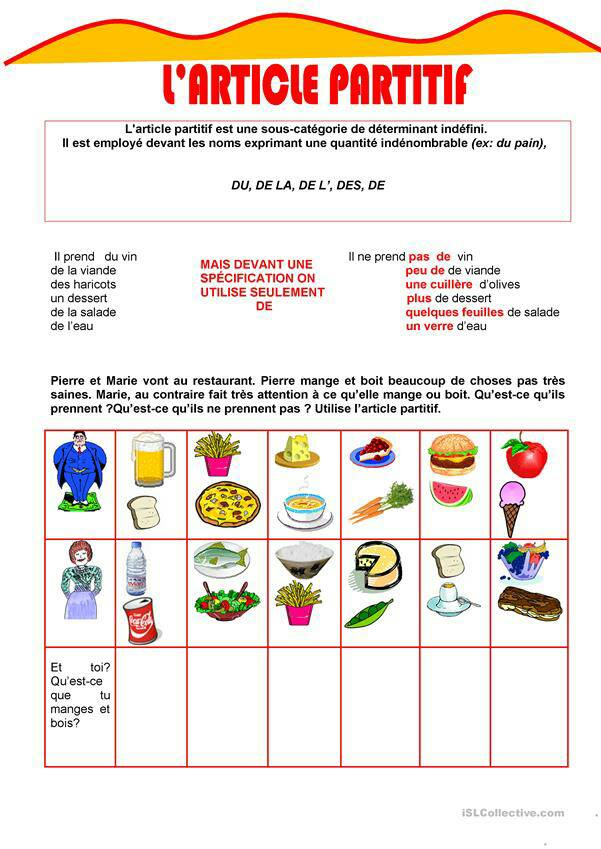 L'ARTICLE PARTITIF
L'article partitif est une sous-catégorie de déterminant indéfini.
Il est employé devant les noms exprimant une quantité indénombrable (ex: du pain),
DU, DE LA, DE L', DES, DE
Il prend du vin
de la viande
des haricots
un dessert
de la salade
de l'eau
MAIS DEVANT UNE
SPÉCIFICATION ON
UTILISE SEULEMENT
DE
Il ne prend pas de vin
peu de de viande
une cuillère d'olives
plus de dessert
quelques feuilles de salade
un verre d'eau
Pierre et Marie vont au restaurant. Pierre mange et boit beaucoup de choses pas très
saines. Marie, au contraire fait très attention à ce qu'elle mange ou boit. Qu'est-ce qu'ils
prennent ?Qu'est-ce qu'ils ne prennent pas ? Utilise l'article partitif.
Coca-Cola
Et toi?
Qu'est-ce
que tu
manges et
bois?
iSLCollective.com